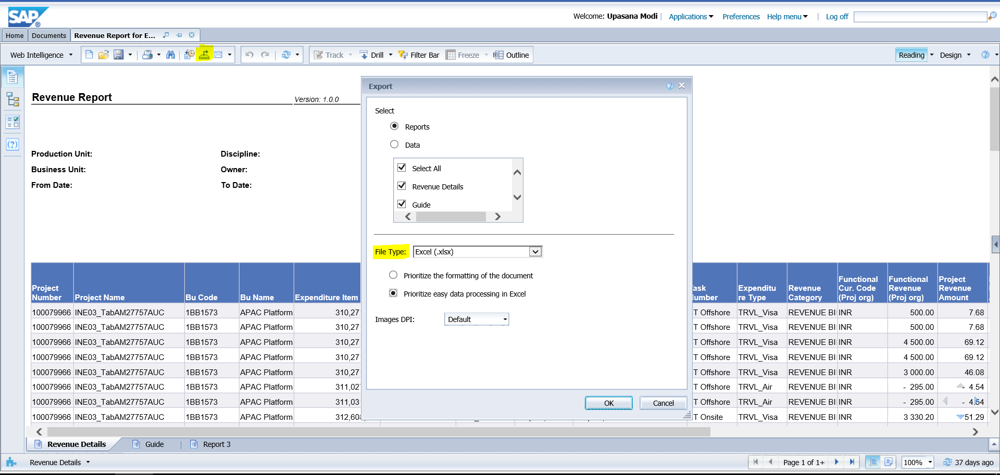 SAP
Welcome: Upasana Modi | Applications Preferences Help menu | Log off
Home Documents Revenue Report for E...
Web Intelligence Track Drill Filter Bar Freeze Outline Reading Design
Revenue Report Version: 1.0.0
Production Unit: Discipline:
Business Unit: Owner:
From Date: To Date:
Export
Select
Reports
Data
Select All
Revenue Details
Guide
File Type: Excel (.xlsx)
Prioritize the formatting of the document
Prioritize easy data processing in Excel
Images DPI: Default
OK Cancel
Project Number Project Name Bu Code Bu Name Expenditure Item ask umber Expenditu re Type Revenue Category Functional Cur. Code (Proj org) Functional Revenue (Proj org) Project Revenue Amount
100079966 INE03_TabAM27757AUC 1BB1573 APAC Platform 310,27 T Offshore TRVL_Visa REVENUE BI INR 500.00 7.68
100079966 INE03_TabAM27757AUC 1BB1573 APAC Platform 310,27 T Offshore TRVL_Visa REVENUE BI INR 500.00 7.68
100079966 INE03_TabAM27757AUC 1BB1573 APAC Platform 310,27 T Offshore TRVL_Visa REVENUE BI INR 4 500.00 69.12
100079966 INE03_TabAM27757AUC 1BB1573 APAC Platform 310,27 T Offshore TRVL_Visa REVENUE BI INR 4 500.00 69.12
100079966 INE03_TabAM27757AUC 1BB1573 APAC Platform 310,27 T Offshore TRVL_Visa REVENUE BI INR 3 000.00 46.08
100079966 INE03_TabAM27757AUC 1BB1573 APAC Platform 311,02 T Offshore TRVL_Air REVENUE BI INR - 295.00 - 4.54
100079966 INE03_TabAM27757AUC 1BB1573 APAC Platform 311,03 T Offshore TRVL_Air REVENUE BI INR - 295.00 - 4.54
100079966 INE03_TabAM27757AUC 1BB1573 APAC Platform 312,608 T Onsite TRVL_Visa REVENUE BI INR 3 330.20 51.29
Revenue Details Guide | Report 3
Revenue Details Page 1 of 1+ 100% 37 days ago